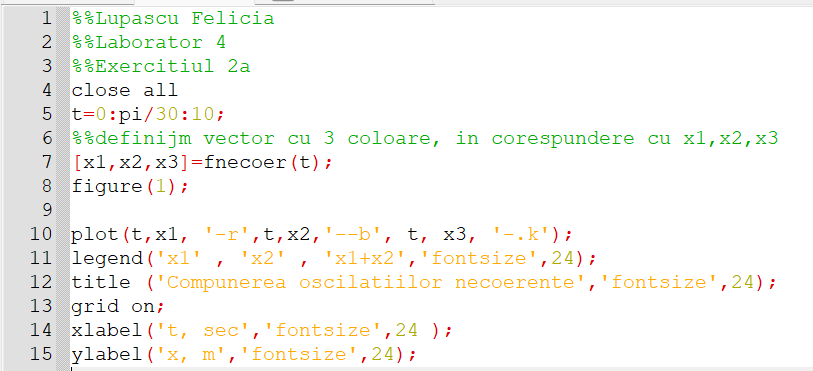 1 %%Lupascu Felicia
2 %%Laborator 4
3 %%Exercitiul 2a
4 close all
5 t=0:pi/30:10;
6 %%definijm vector cu 3 coloare, in corespundere cu x1,x2,x3
7 [x1,x2,x3]=fnecoer(t);
8 figure(1);
9
10 plot(t,x1, '-r',t,x2,'--b', t, x3, '-.k');
11 legend('x1' , 'x2' , 'x1+x2','fontsize',24);
12 title ('Compunerea oscilatiilor necoerente','fontsize',24);
13 grid on;
14 xlabel('t, sec','fontsize',24 );
15 ylabel('x, m','fontsize',24);